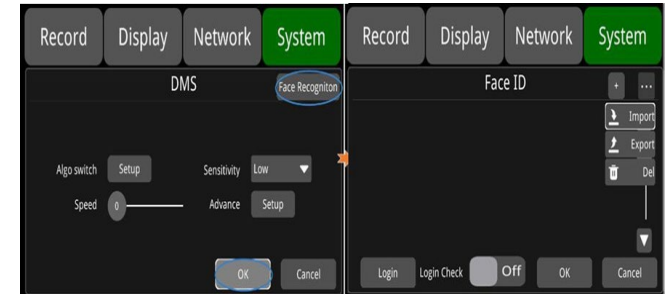 Record Display Network System
DMS Face Recogniton
Algo switch Setup Sensitivity Low
Speed 0 Advance Setup
OK Cancel
Record Display Network System
Face ID + ...
Import
Export
Del
Login Login Check Off OK Cancel